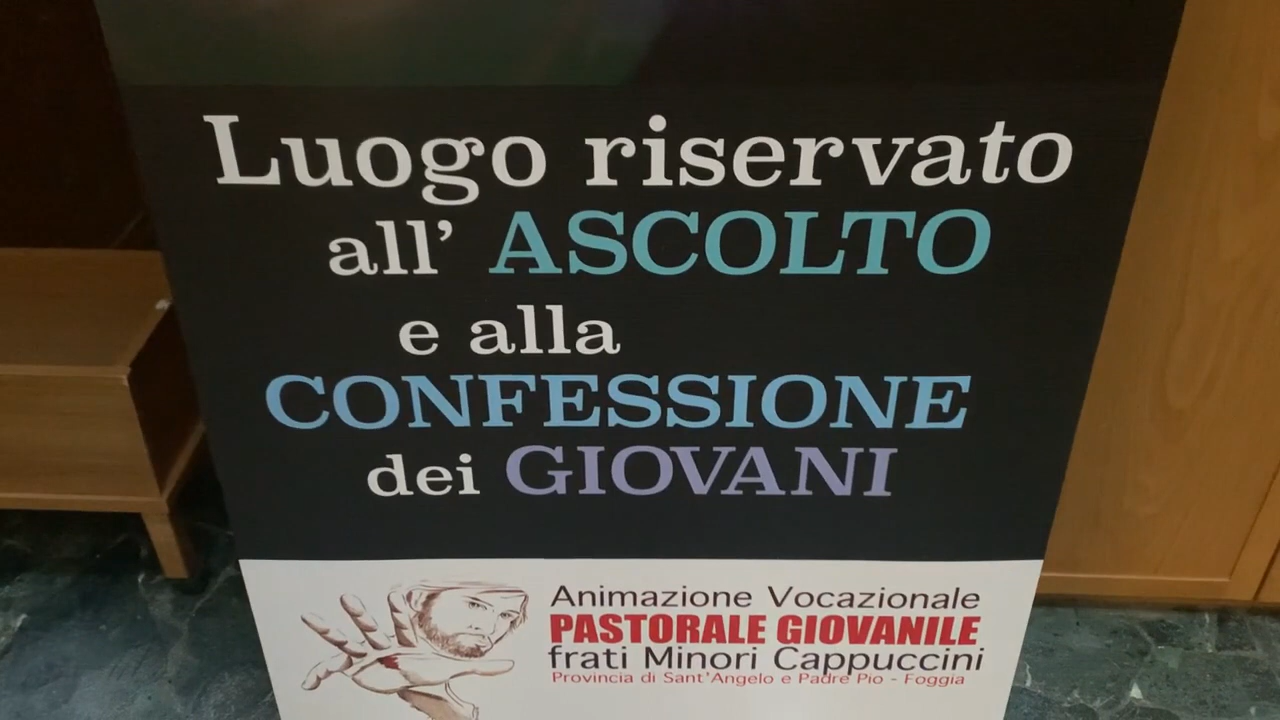 Luogo riservato
all' ASCOLTO
e alla
CONFESSIONE
dei GIOVANI
Animazione Vocazionale
PASTORALE GIOVANILE
frati Minori Cappuccini
Provincia di Sant'Angelo e Padre Pio - Foggia